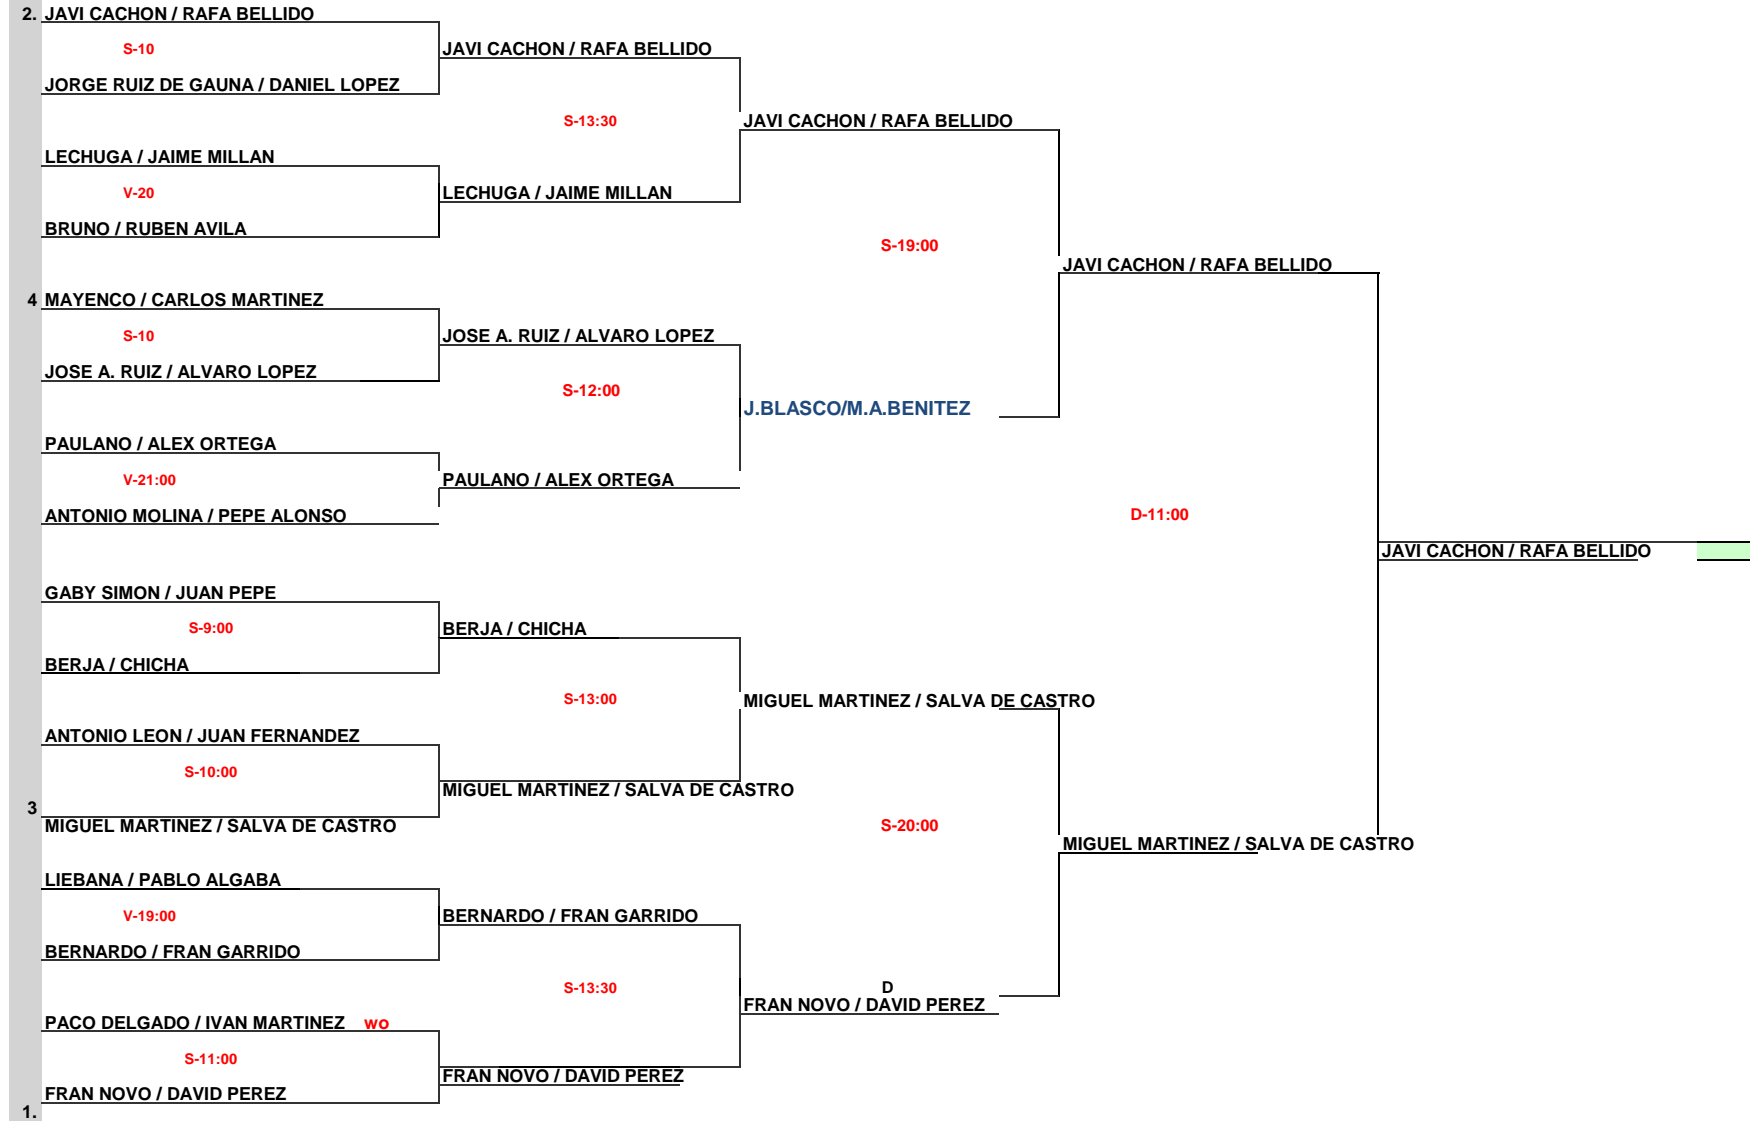 2. JAVI CACHON / RAFA BELLIDO
S-10
JAVI CACHON / RAFA BELLIDO
JORGE RUIZ DE GAUNA / DANIEL LOPEZ
S-13:30
JAVI CACHON / RAFA BELLIDO
LECHUGA / JAIME MILLAN
V-20
LECHUGA / JAIME MILLAN
BRUNO / RUBEN AVILA
S-19:00
JAVI CACHON / RAFA BELLIDO
4 MAYENCO / CARLOS MARTINEZ
S-10
JOSE A. RUIZ / ALVARO LOPEZ
JOSE A. RUIZ / ALVARO LOPEZ
S-12:00
J.BLASCO/M.A.BENITEZ
PAULANO / ALEX ORTEGA
V-21:00
PAULANO / ALEX ORTEGA
ANTONIO MOLINA / PEPE ALONSO
D-11:00
JAVI CACHON / RAFA BELLIDO
GABY SIMON / JUAN PEPE
S-9:00
BERJA / CHICHA
BERJA / CHICHA
S-13:00
MIGUEL MARTINEZ / SALVA DE CASTRO
ANTONIO LEON / JUAN FERNANDEZ
S-10:00
MIGUEL MARTINEZ / SALVA DE CASTRO
3
MIGUEL MARTINEZ / SALVA DE CASTRO
S-20:00
MIGUEL MARTINEZ / SALVA DE CASTRO
LIEBANA / PABLO ALGABA
V-19:00
BERNARDO / FRAN GARRIDO
BERNARDO / FRAN GARRIDO
S-13:30
D
FRAN NOVO / DAVID PEREZ
PACO DELGADO / IVAN MARTINEZ wo
S-11:00
FRAN NOVO / DAVID PEREZ
FRAN NOVO / DAVID PEREZ
1.